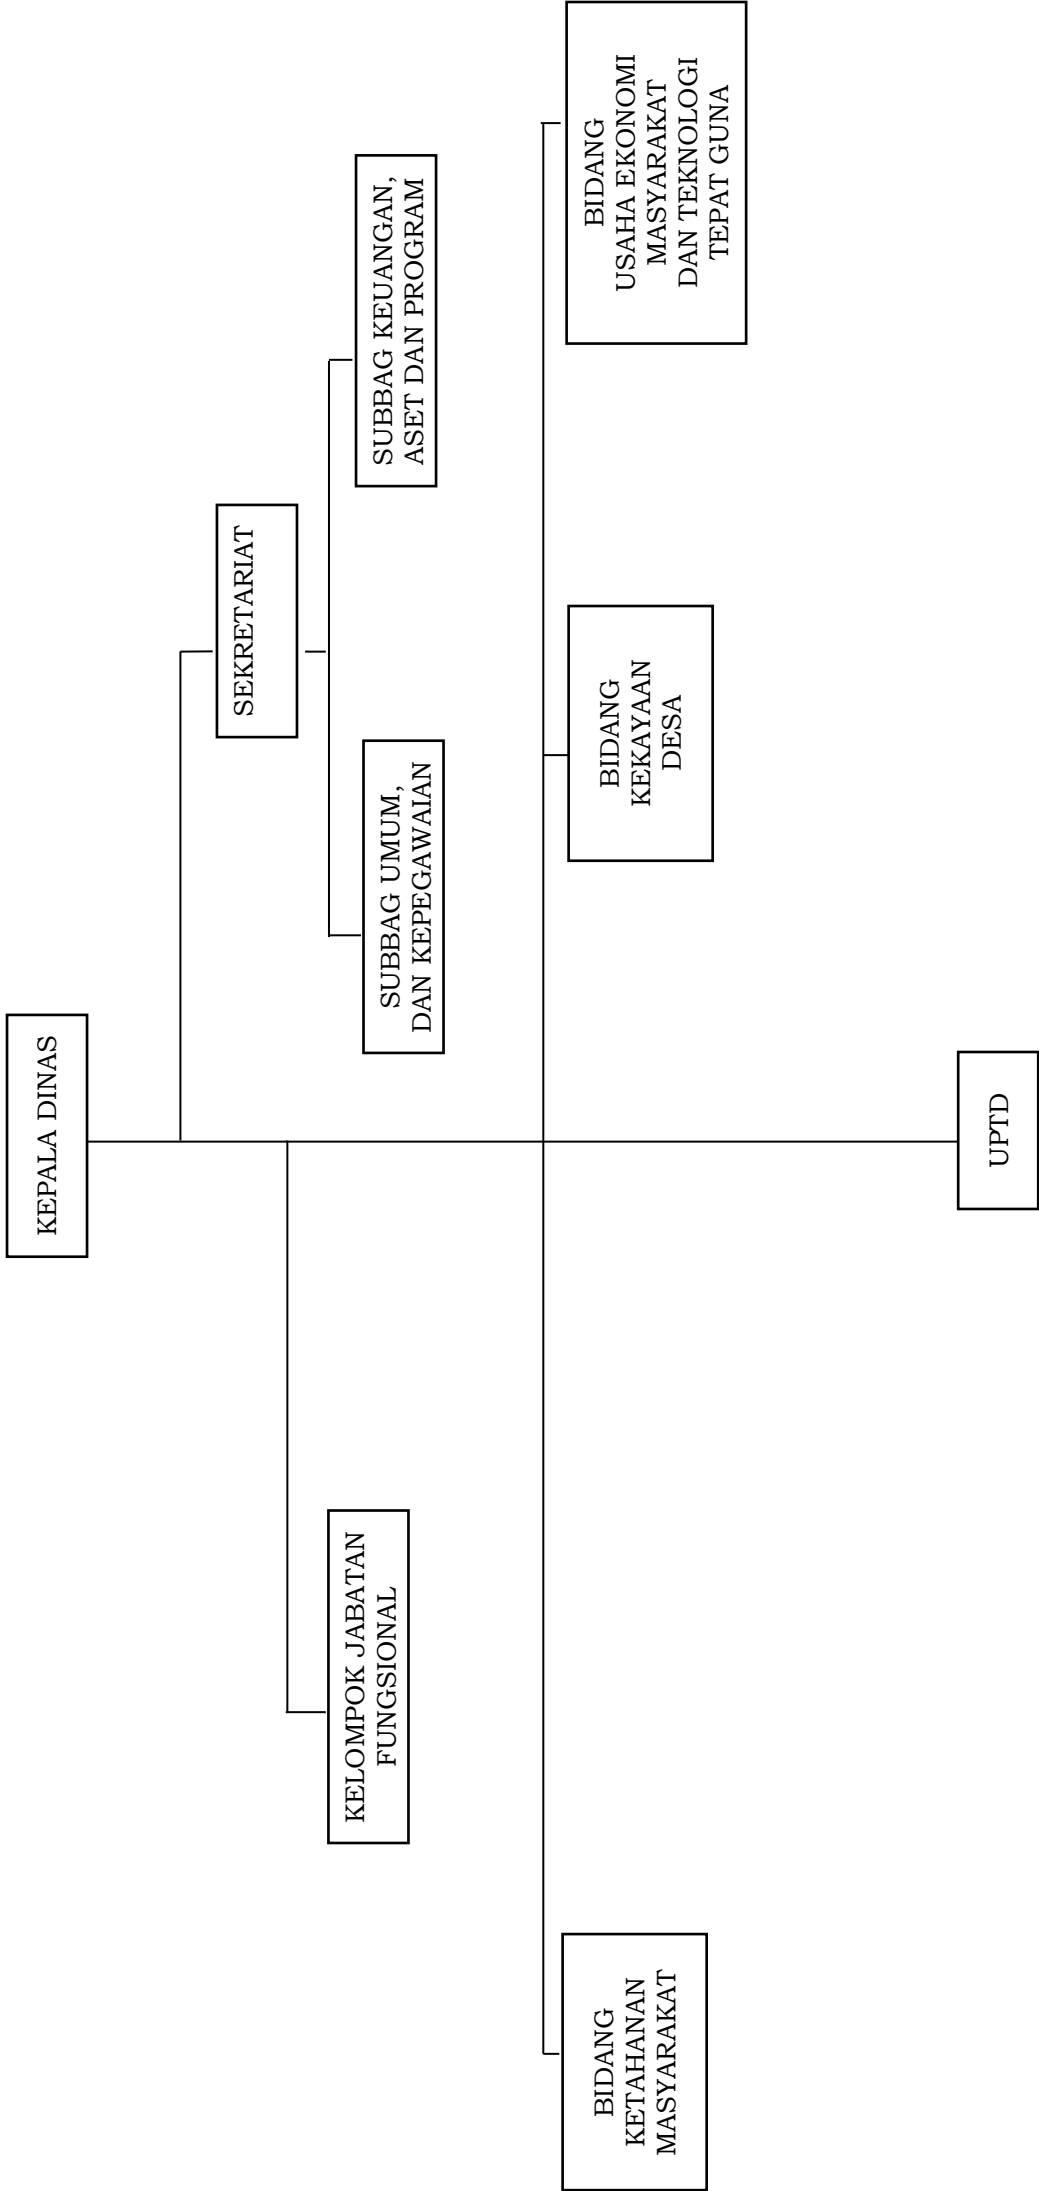 KEPALA DINAS
SEKRETARIAT
KELOMPOK JABATAN
FUNGSIONAL
SUBBAG UMUM,
DAN KEPEGAWAIAN
SUBBAG KEUANGAN,
ASET DAN PROGRAM
BIDANG
KETAHANAN
MASYARAKAT
BIDANG
KEKAYAAN
DESA
BIDANG
USAHA EKONOMI
MASYARAKAT
DAN TEKNOLOGI
TEPAT GUNA
UPTD